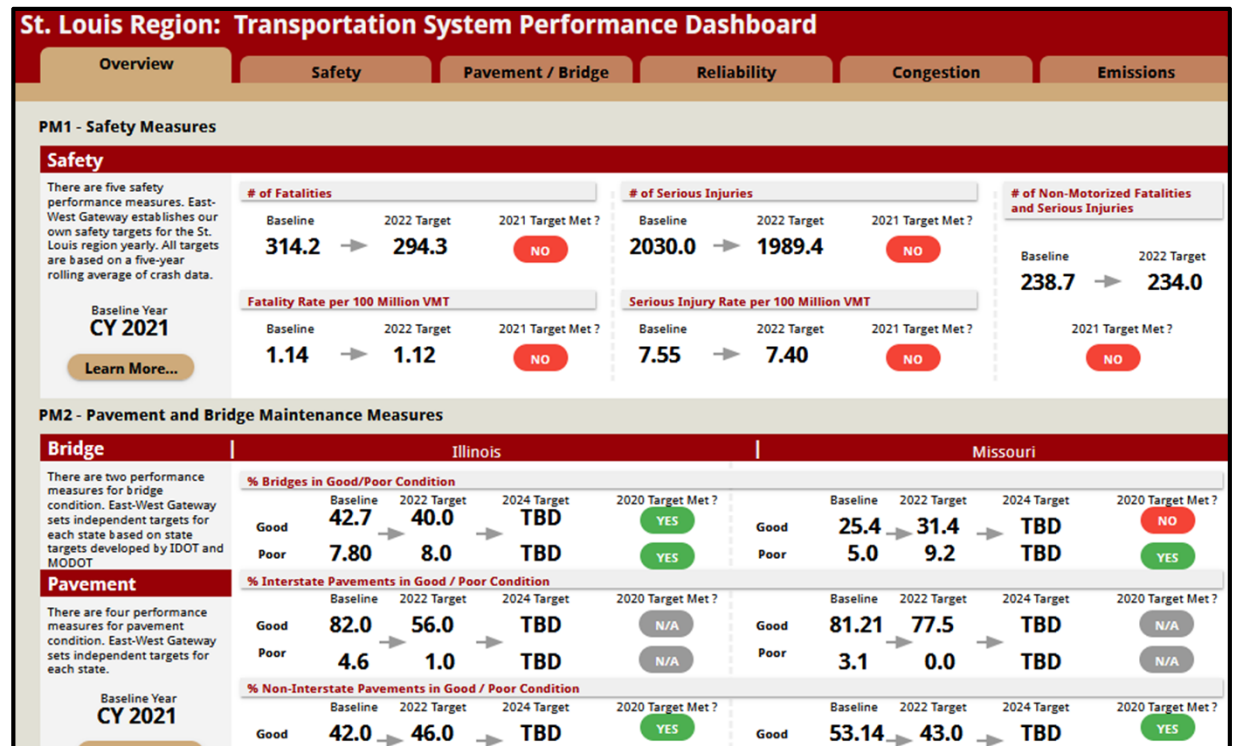 St. Louis Region:  Transportation System Performance Dashboard
Overview Safety Pavement / Bridge Reliability Congestion Emissions
PM1 - Safety Measures
Safety
There are five safety
performance measures. East-
West Gateway establishes our
own safety targets for the St.
Louis region yearly. All targets
are based on a five-year
rolling average of crash data.
Baseline Year
CY 2021
Learn More...
# of Fatalities
Baseline 2022 Target 2021 Target Met ?
314.2 294.3 NO
# of Serious Injuries
Baseline 2022 Target 2021 Target Met ?
2030.0 1989.4 NO
# of Non-Motorized Fatalities
and Serious Injuries
Baseline 2022 Target
238.7 234.0
2021 Target Met ?
NO
Fatality Rate per 100 Million VMT
Baseline 2022 Target 2021 Target Met ?
1.14 1.12 NO
Serious Injury Rate per 100 Million VMT
Baseline 2022 Target 2021 Target Met ?
7.55 7.40 NO
PM2 - Pavement and Bridge Maintenance Measures
Bridge Illinois Missouri
There are two performance
measures for bridge
condition. East-West Gateway
sets independent targets for
each state based on state
targets developed by IDOT and
MODOT
% Bridges in Good/Poor Condition
Baseline 2022 Target 2024 Target 2020 Target Met ? Baseline 2022 Target 2024 Target 2020 Target Met ?
Good 42.7 40.0 TBD YES Good 25.4 31.4 TBD NO
Poor 7.80 8.0 TBD YES Poor 5.0 9.2 TBD YES
Pavement
There are four performance
measures for pavement
condition. East-West Gateway
sets independent targets for
each state.
Baseline Year
CY 2021
% Interstate Pavements in Good / Poor Condition
Baseline 2022 Target 2024 Target 2020 Target Met ? Baseline 2022 Target 2024 Target 2020 Target Met ?
Good 82.0 56.0 TBD N/A Good 81.21 77.5 TBD N/A
Poor 4.6 1.0 TBD N/A Poor 3.1 0.0 TBD N/A
% Non-Interstate Pavements in Good / Poor Condition
Baseline 2022 Target 2024 Target 2020 Target Met ? Baseline 2022 Target 2024 Target 2020 Target Met ?
Good 42.0 46.0 TBD YES Good 53.14 43.0 TBD YES